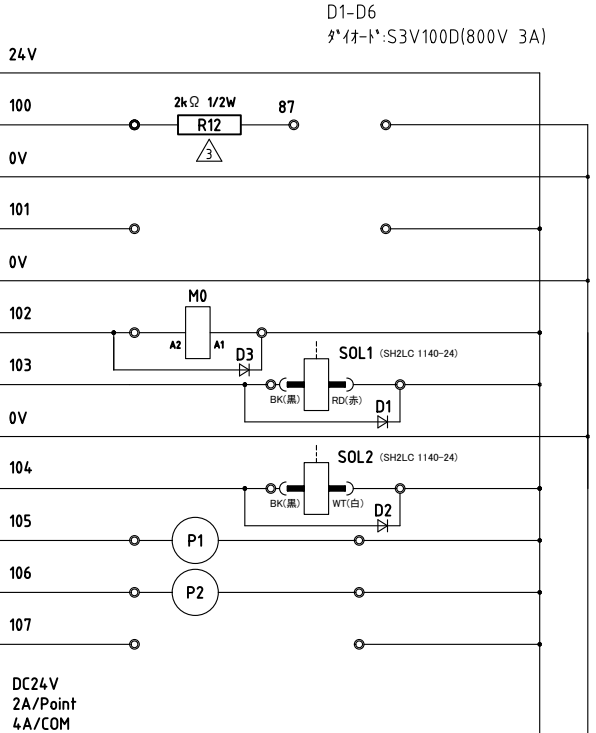 D1-D6
ﾀﾞｲｵｰﾄﾞ:S3V100D(800V 3A)
24V
100
2kΩ 1/2W
87
R12
3
0V
101
0V
102
M0
A2
A1
D3
SOL1 (SH2LC 1140-24)
103
BK(黒)
RD(赤)
D1
0V
SOL2 (SH2LC 1140-24)
104
BK(黒)
WT(白)
D2
105
P1
106
P2
107
DC24V
2A/Point
4A/COM